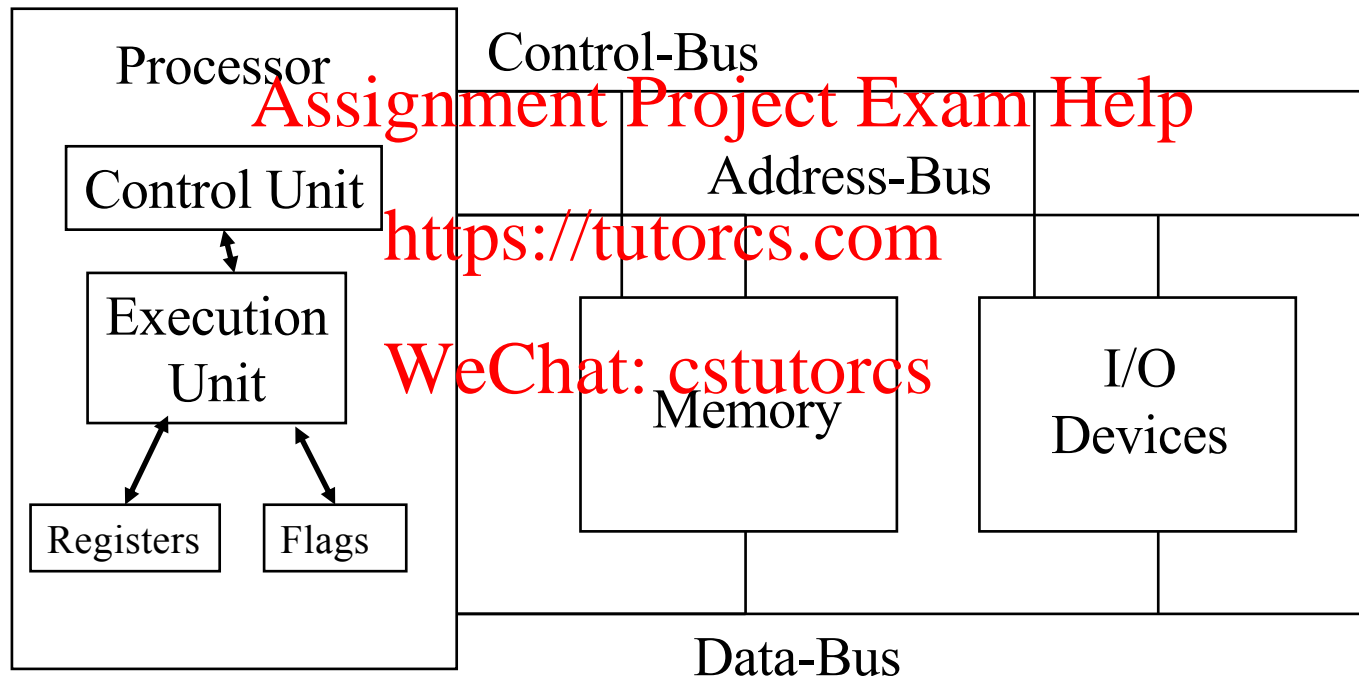 Control-Bus
Processor
Assignment Project Exam Help
Address-Bus
Control Unit
https://tutorcs.com
Execution
Unit
WeChat: cstutorcs
Memory
I/O
Devices
Registers
Flags
Data-Bus